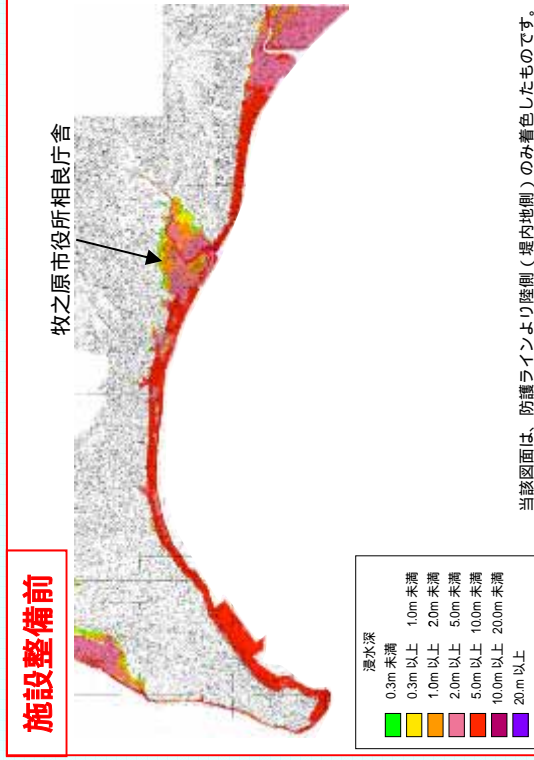 施設整備前
牧之原市役所相良庁舎
浸水深
0.3m 未満
0.3m 以上 1.0m 未満
1.0m 以上 2.0m 未満
2.0m 以上 5.0m 未満
5.0m 以上 10.0m 未満
10.0m 以上 20.0m 未満
20.m 以上
当該図面は、防護ラインより陸側(堤内地側)のみ着色したものです。